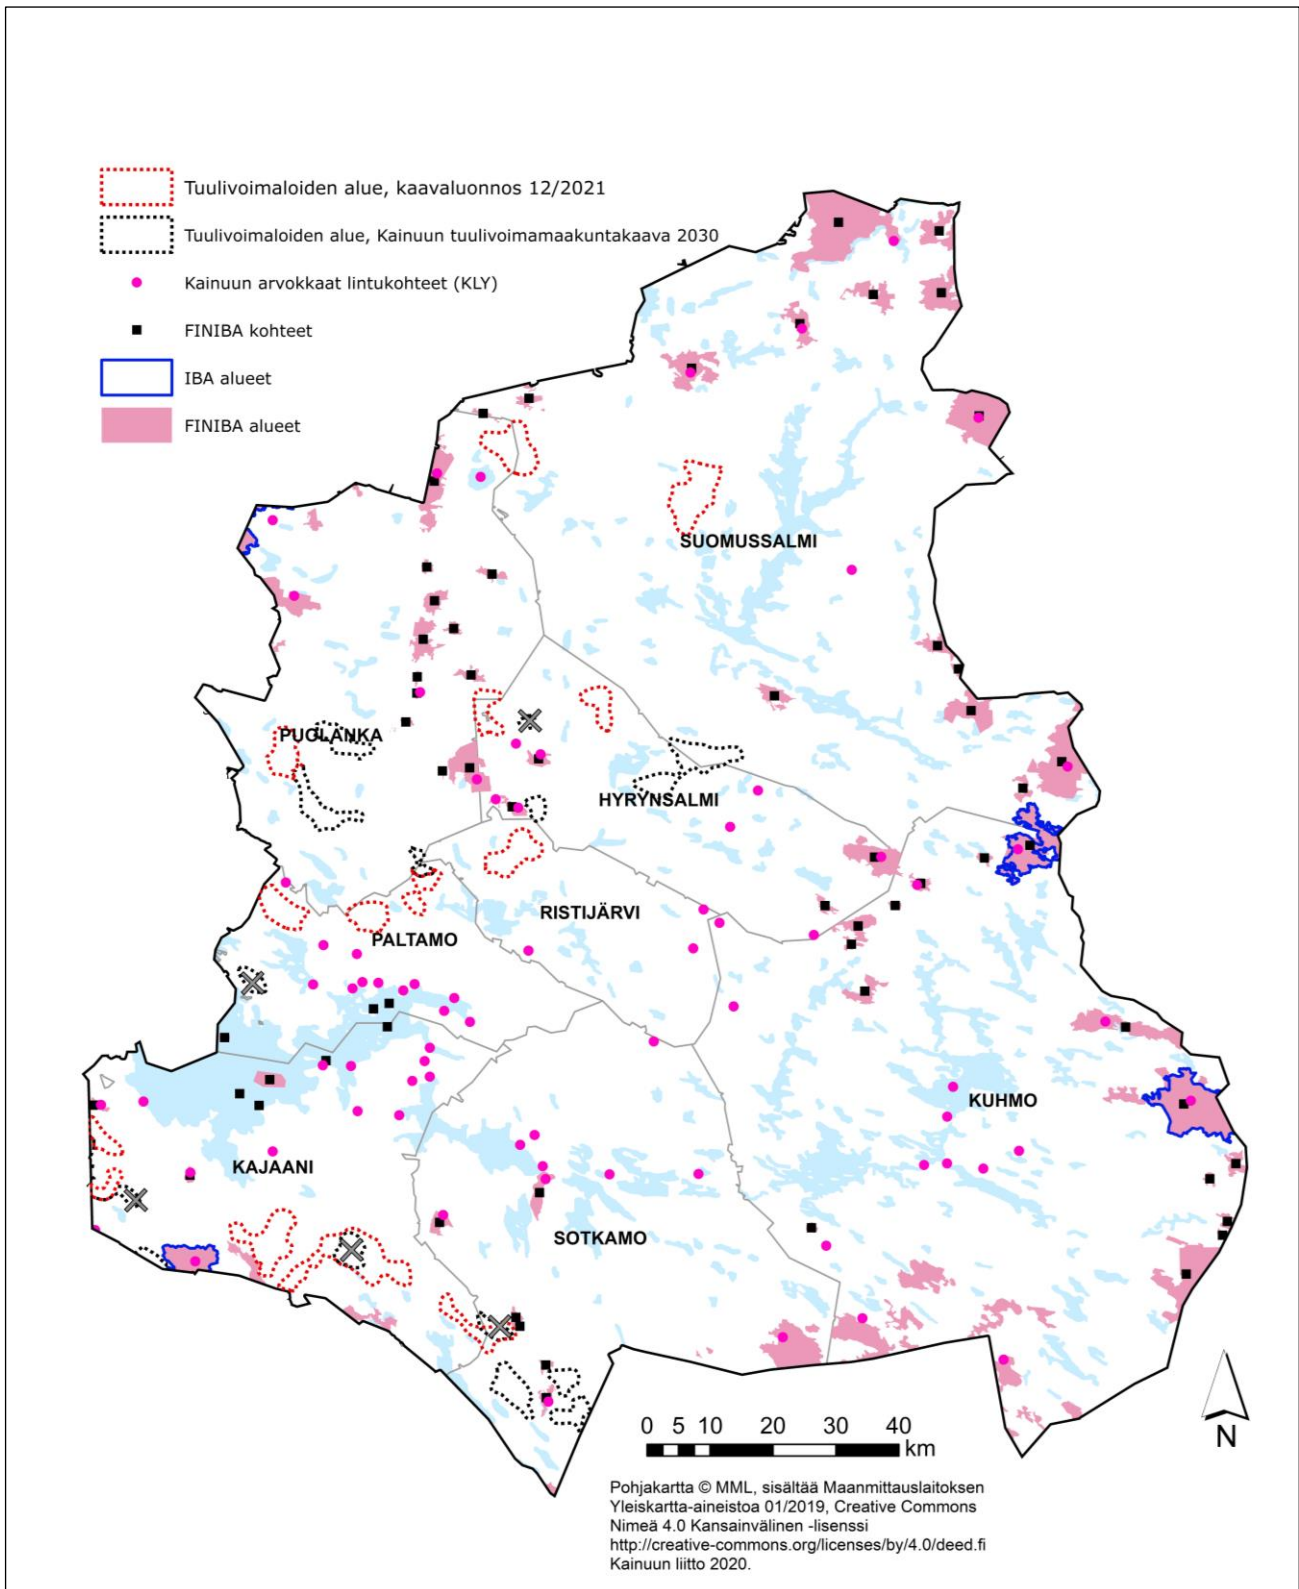 Tuulivoimaloiden alue, kaavaluonnos 12/2021
Tuulivoimaloiden alue, Kainuun tuulivoimamaakuntakaava 2030
Kainuun arvokkaat lintukohteet (KLY)
FINIBA kohteet
IBA alueet
FINIBA alueet
SUOMUSSALMI
PUOLANKA
HYRYNSALMI
RISTIJÄRVI
PALTAMO
KUHMO
KAJAANI
SOTKAMO
0 5 10 20 30 40
km
N
Pohjakartta © MML, sisältää Maanmittauslaitoksen
Yleiskartta-aineistoa 01/2019, Creative Commons
Nimeä 4.0 Kansainvälinen -lisenssi
http://creative-commons.org/licenses/by/4.0/deed.fi
Kainuun liitto 2020.